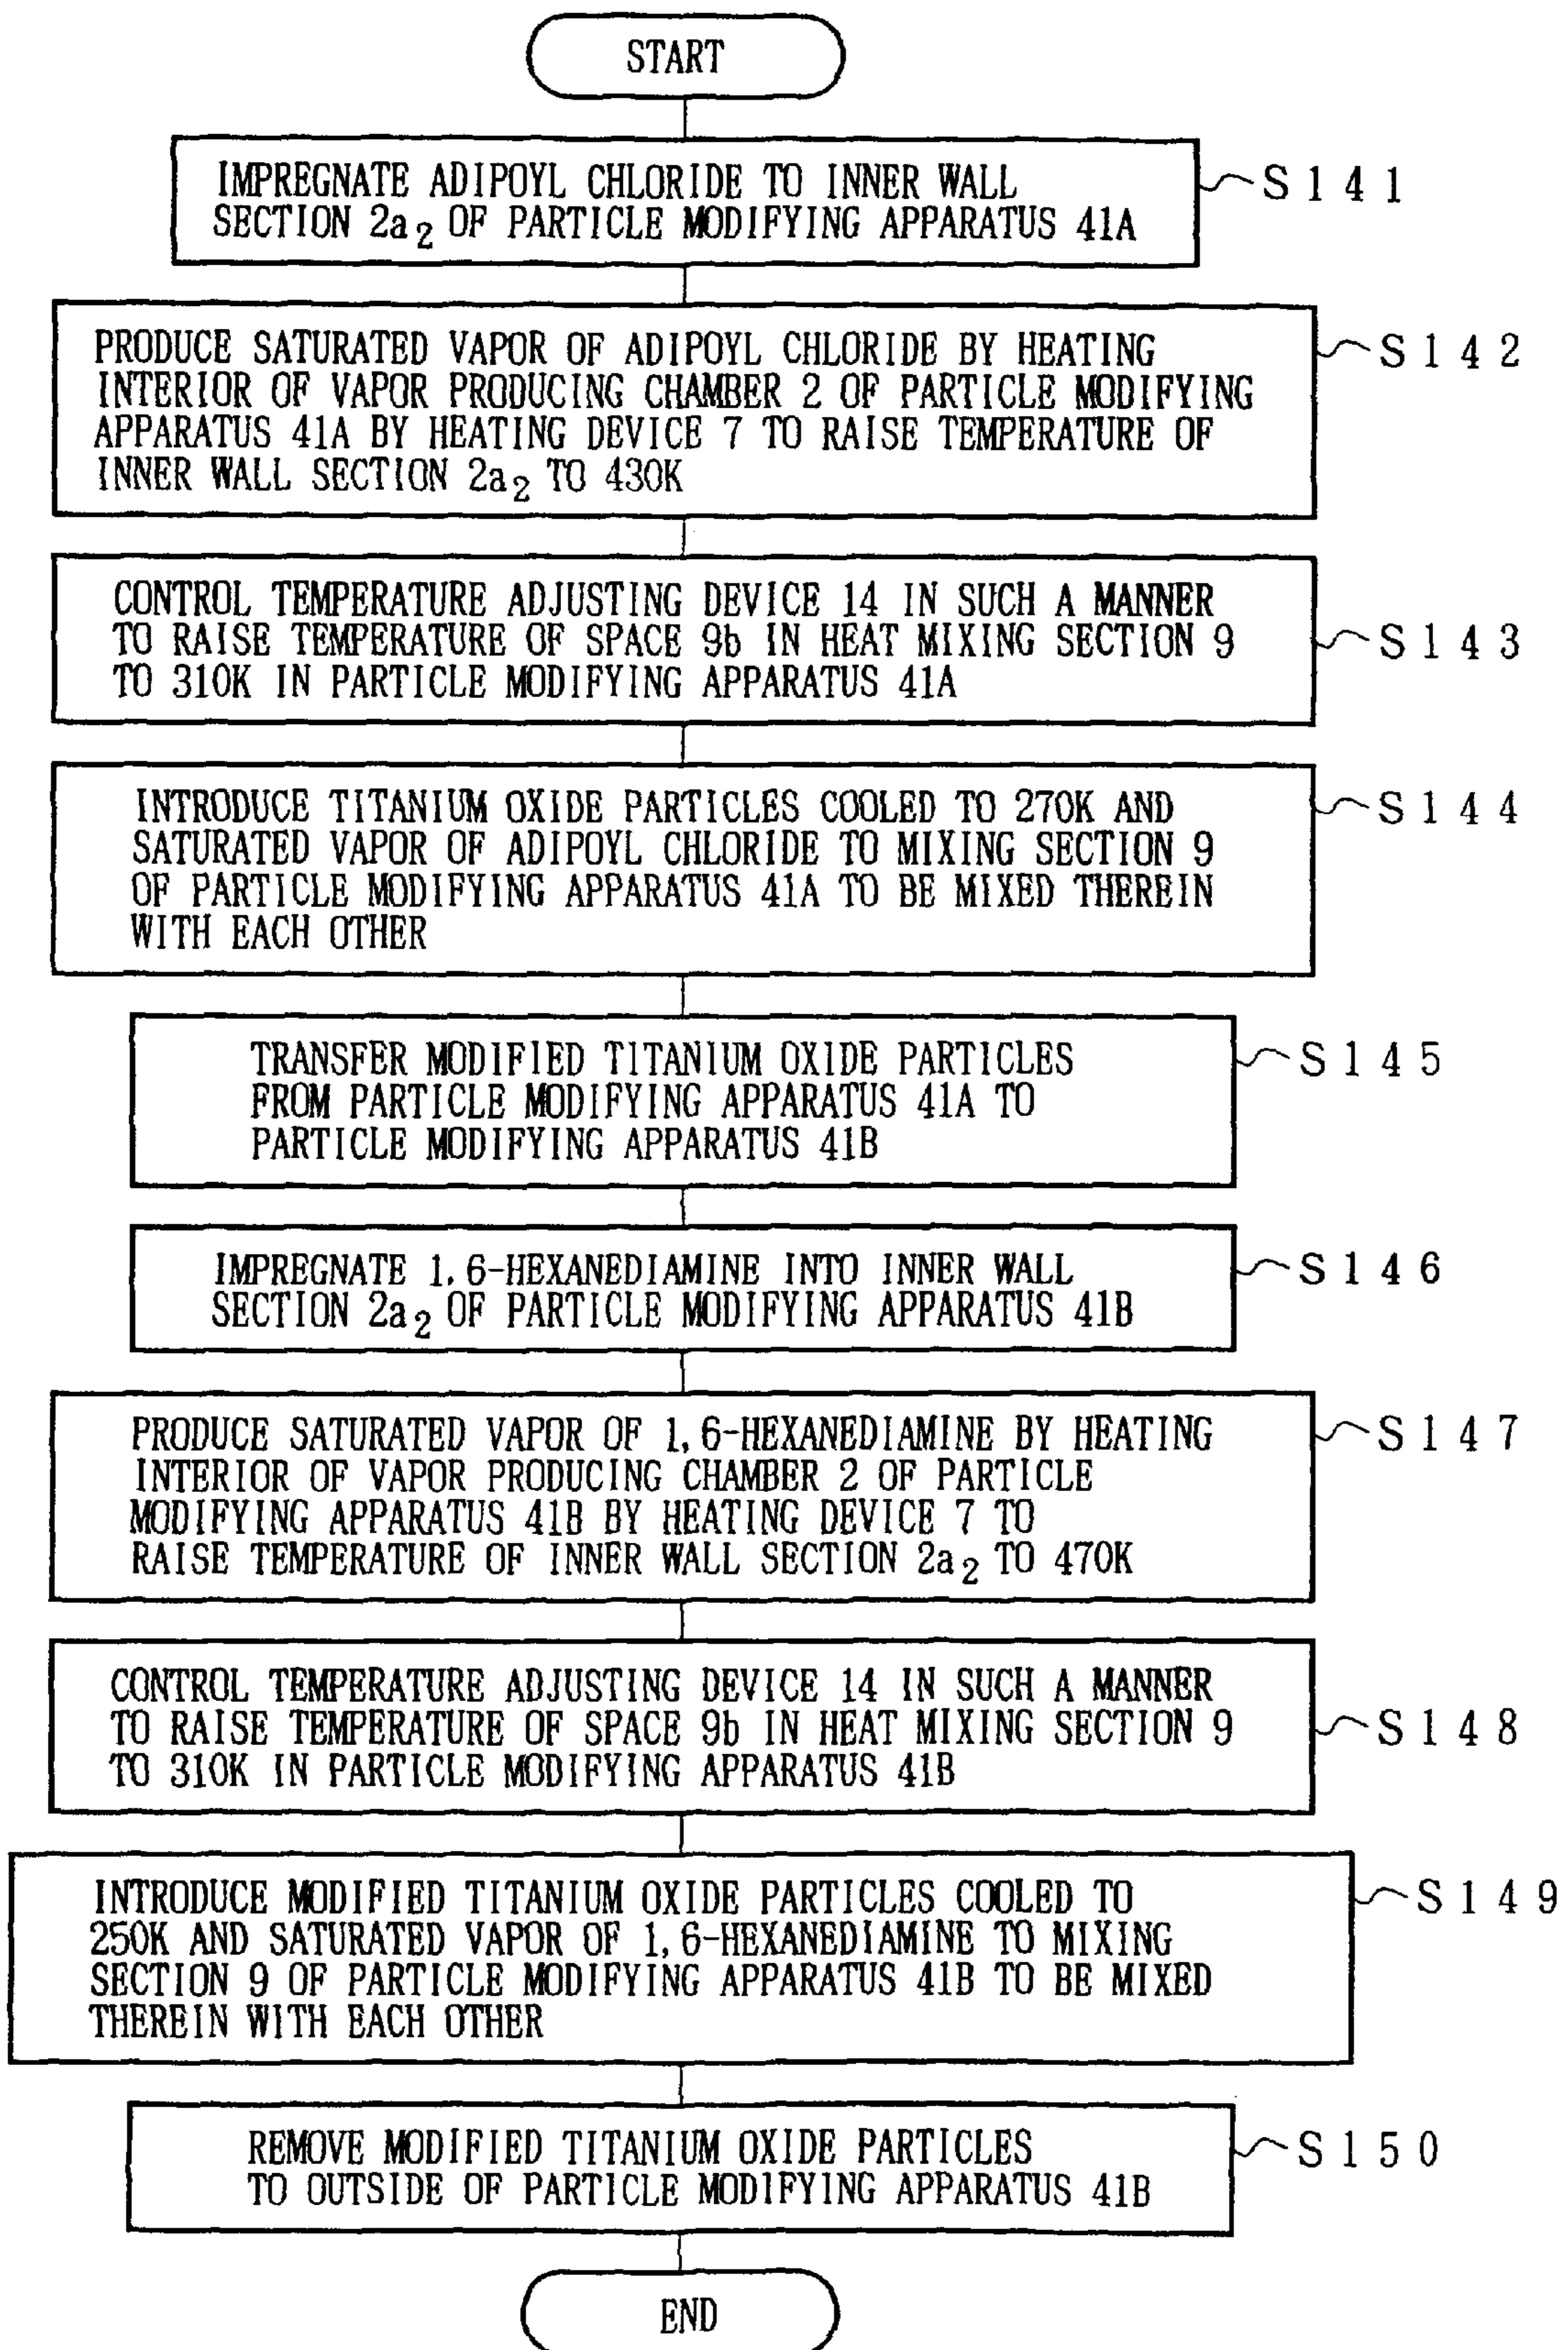 START
IMPREGNATE ADIPOYL CHLORIDE TO INNER WALL
SECTION 2a₂ OF PARTICLE MODIFYING APPARATUS 41A
S141
PRODUCE SATURATED VAPOR OF ADIPOYL CHLORIDE BY HEATING
INTERIOR OF VAPOR PRODUCING CHAMBER 2 OF PARTICLE MODIFYING
APPARATUS 41A BY HEATING DEVICE 7 TO RAISE TEMPERATURE OF
INNER WALL SECTION 2a₂ TO 430K
S142
CONTROL TEMPERATURE ADJUSTING DEVICE 14 IN SUCH A MANNER
TO RAISE TEMPERATURE OF SPACE 9b IN HEAT MIXING SECTION 9
TO 310K IN PARTICLE MODIFYING APPARATUS 41A
S143
INTRODUCE TITANIUM OXIDE PARTICLES COOLED TO 270K AND
SATURATED VAPOR OF ADIPOYL CHLORIDE TO MIXING SECTION 9
OF PARTICLE MODIFYING APPARATUS 41A TO BE MIXED THEREIN
WITH EACH OTHER
S144
TRANSFER MODIFIED TITANIUM OXIDE PARTICLES
FROM PARTICLE MODIFYING APPARATUS 41A TO
PARTICLE MODIFYING APPARATUS 41B
S145
IMPREGNATE 1,6-HEXANEDIAMINE INTO INNER WALL
SECTION 2a₂ OF PARTICLE MODIFYING APPARATUS 41B
S146
PRODUCE SATURATED VAPOR OF 1,6-HEXANEDIAMINE BY HEATING
INTERIOR OF VAPOR PRODUCING CHAMBER 2 OF PARTICLE
MODIFYING APPARATUS 41B BY HEATING DEVICE 7 TO
RAISE TEMPERATURE OF INNER WALL SECTION 2a₂ TO 470K
S147
CONTROL TEMPERATURE ADJUSTING DEVICE 14 IN SUCH A MANNER
TO RAISE TEMPERATURE OF SPACE 9b IN HEAT MIXING SECTION 9
TO 310K IN PARTICLE MODIFYING APPARATUS 41B
S148
INTRODUCE MODIFIED TITANIUM OXIDE PARTICLES COOLED TO
250K AND SATURATED VAPOR OF 1,6-HEXANEDIAMINE TO MIXING
SECTION 9 OF PARTICLE MODIFYING APPARATUS 41B TO BE MIXED
THEREIN WITH EACH OTHER
S149
REMOVE MODIFIED TITANIUM OXIDE PARTICLES
TO OUTSIDE OF PARTICLE MODIFYING APPARATUS 41B
S150
END